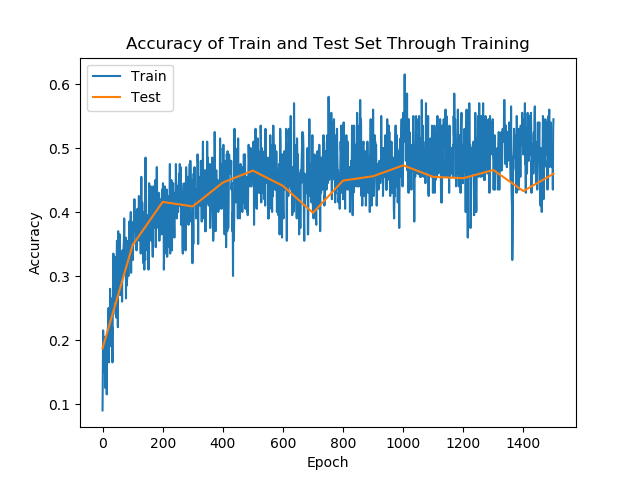 Accuracy of Train and Test Set Through Training
Train
Test
0.6
0.5
0.4
0.3
0.2
0.1
Accuracy
0 200 400 600 800 1000 1200 1400
Epoch